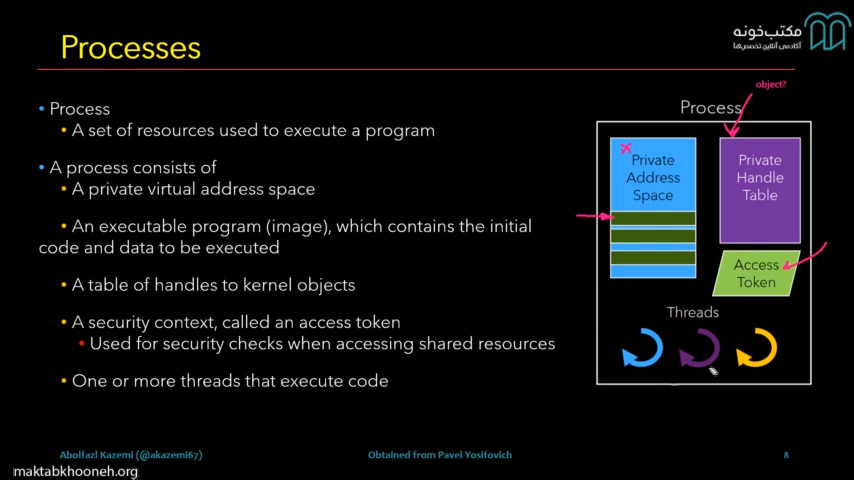 Processes
مکتب‌خونه
آکادمی آنلاین تخصص‌ها
• Process
• A set of resources used to execute a program
• A process consists of
• A private virtual address space
• An executable program (image), which contains the initial
code and data to be executed
• A table of handles to kernel objects
• A security context, called an access token
• Used for security checks when accessing shared resources
• One or more threads that execute code
object?
Process
Private
Address
Space
Private
Handle
Table
Access
Token
Threads
Abolfazl Kazemi (@akazemi67)
Obtained from Pavel Yosifovich
8
maktabkhooneh.org